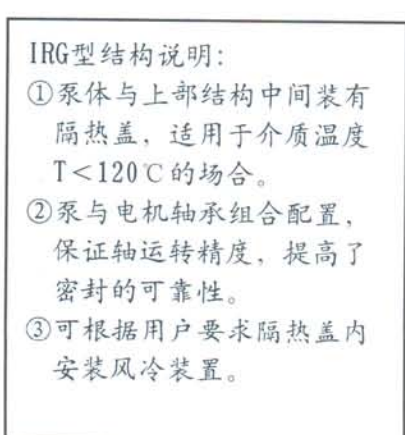 IRG型结构说明:
①泵体与上部结构中间装有
隔热盖，适用于介质温度
T＜120℃的场合。
②泵与电机轴承组合配置，
保证轴运转精度，提高了
密封的可靠性。
③可根据用户要求隔热盖内
安装风冷装置。